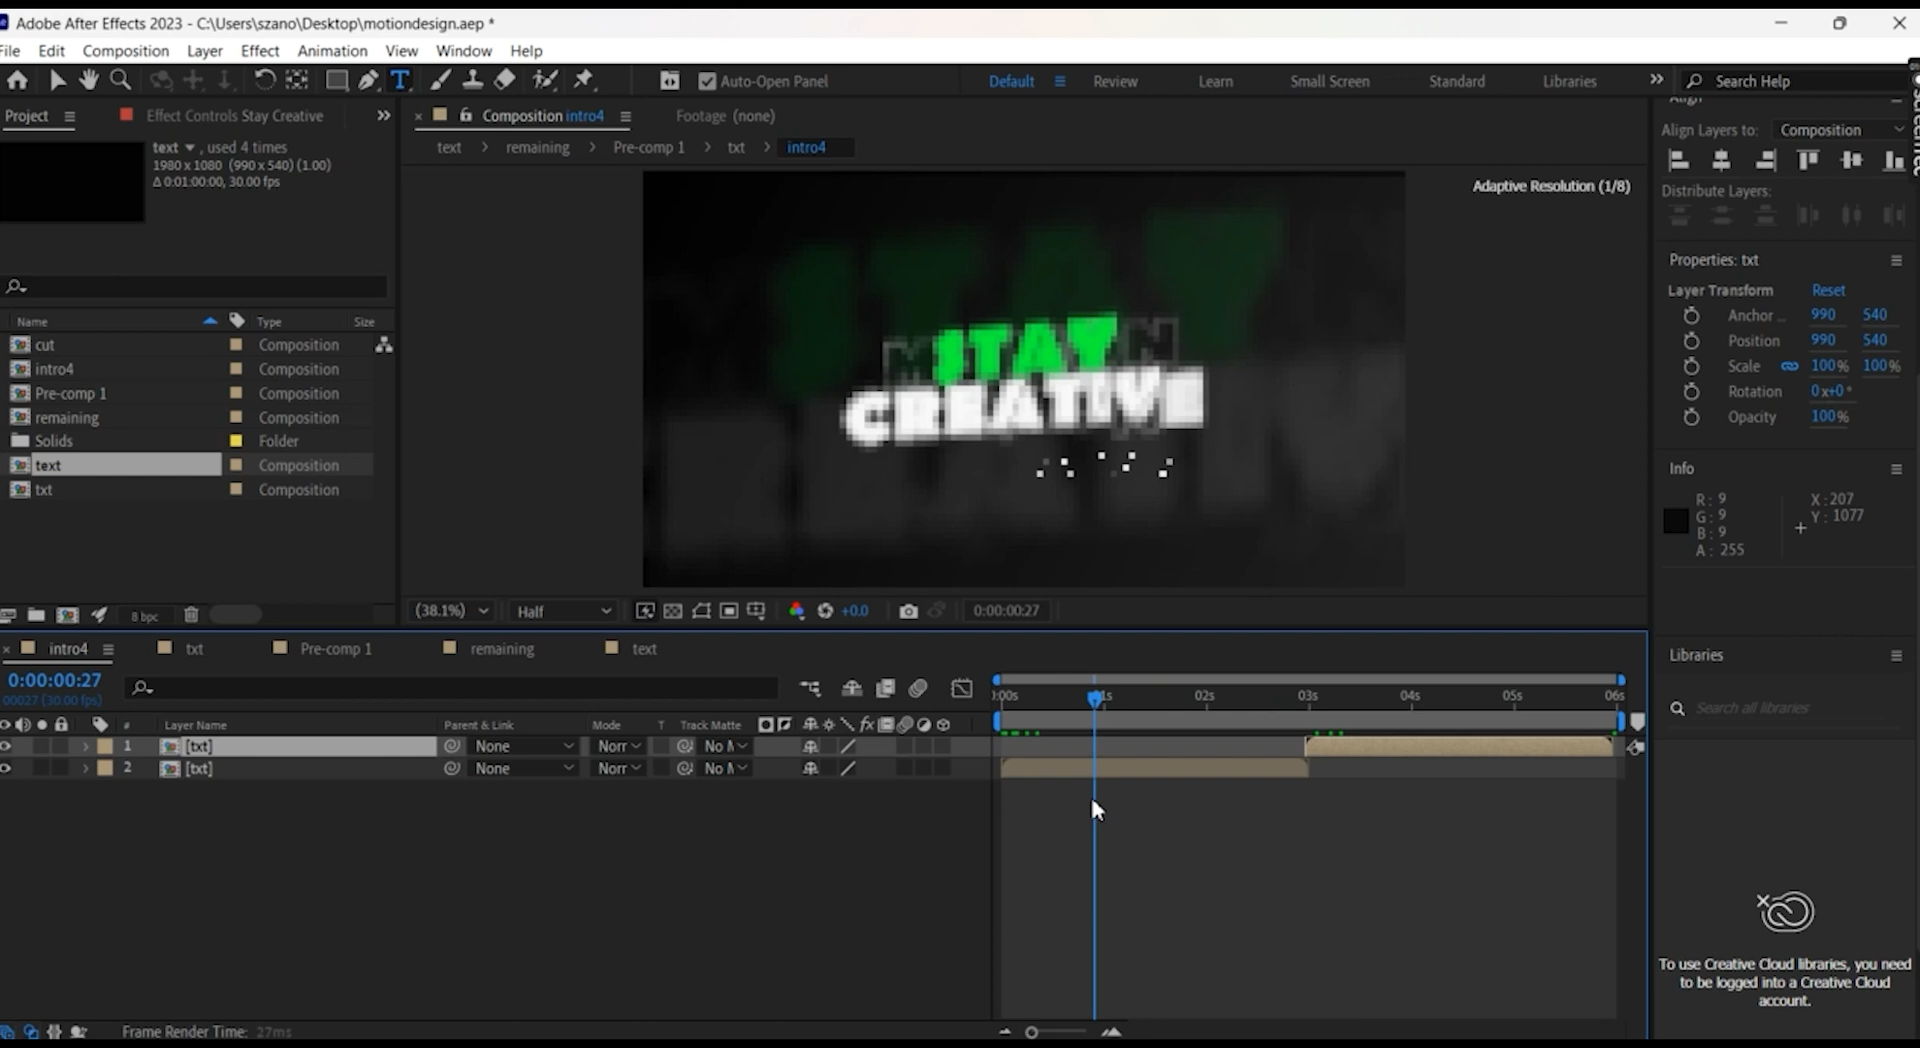 Adobe After Effects 2023 - C:\Users\szano\Desktop\motiondesign.aep *
File Edit Composition Layer Effect Animation View Window Help
Auto-Open Panel Default Review Learn Small Screen Standard Libraries Search Help
Project Effect Controls Stay Creative
text , used 4 times
1980 x 1080 (990 x 540) (1.00)
Δ 0:01:00:00, 30.00 fps
Name Type Size
cut Composition
intro4 Composition
Pre-comp 1 Composition
remaining Composition
Solids Folder
text Composition
txt Composition
8 bpc
Composition intro4 Footage (none)
text remaining Pre-comp 1 txt intro4
Adaptive Resolution (1/8)
STAY
CREATIVE
(38.1%) Half +0.0 0:00:00:27
Align
Align Layers to: Composition
Distribute Layers:
Properties: txt
Layer Transform Reset
Anchor ... 990 540
Position 990 540
Scale 100% 100%
Rotation 0x+0°
Opacity 100%
Info
R: 9 X: 207
G: 9 Y: 1077
B: 9
A: 255
intro4 txt Pre-comp 1 remaining text
0:00:00:27
00027 (30.00 fps)
:00s 1s 02s 03s 04s 05s 06s
# Layer Name Parent & Link Mode T Track Matte fx
1 [txt] None Norr No M
2 [txt] None Norr No M
Frame Render Time: 27ms
Libraries
Search all libraries
To use Creative Cloud libraries, you need
to be logged into a Creative Cloud
account.